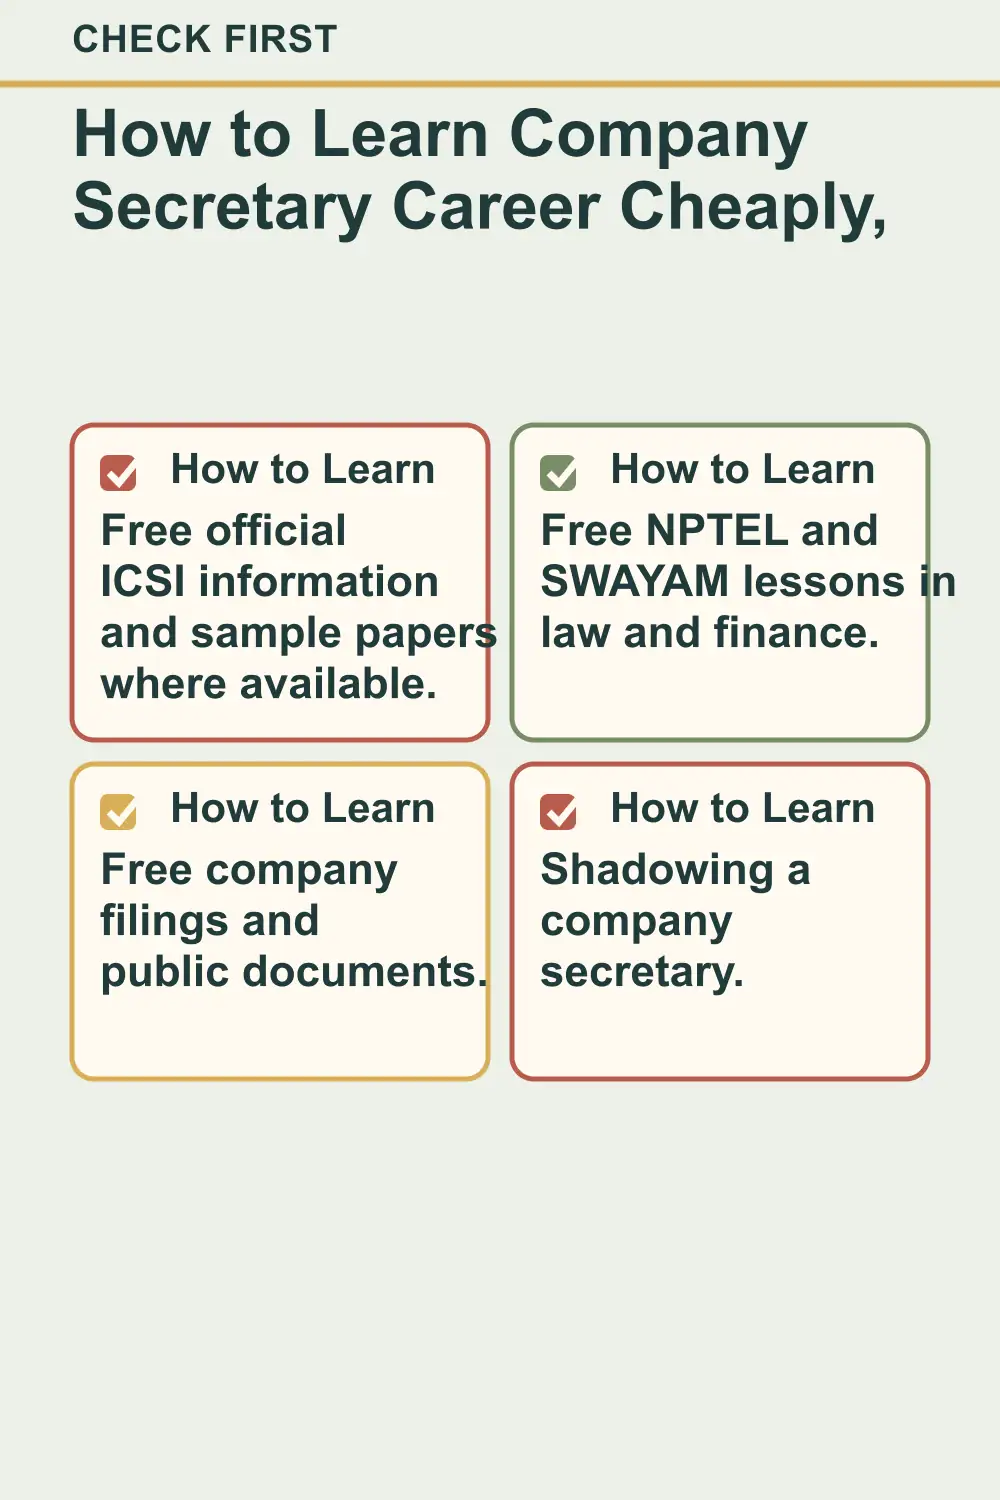 CHECK FIRST
How to Learn Company
Secretary Career Cheaply,
How to Learn
Free official
ICSI information
and sample papers
where available.
How to Learn
Free NPTEL and
SWAYAM lessons in
law and finance.
How to Learn
Free company
filings and
public documents.
How to Learn
Shadowing a
company
secretary.